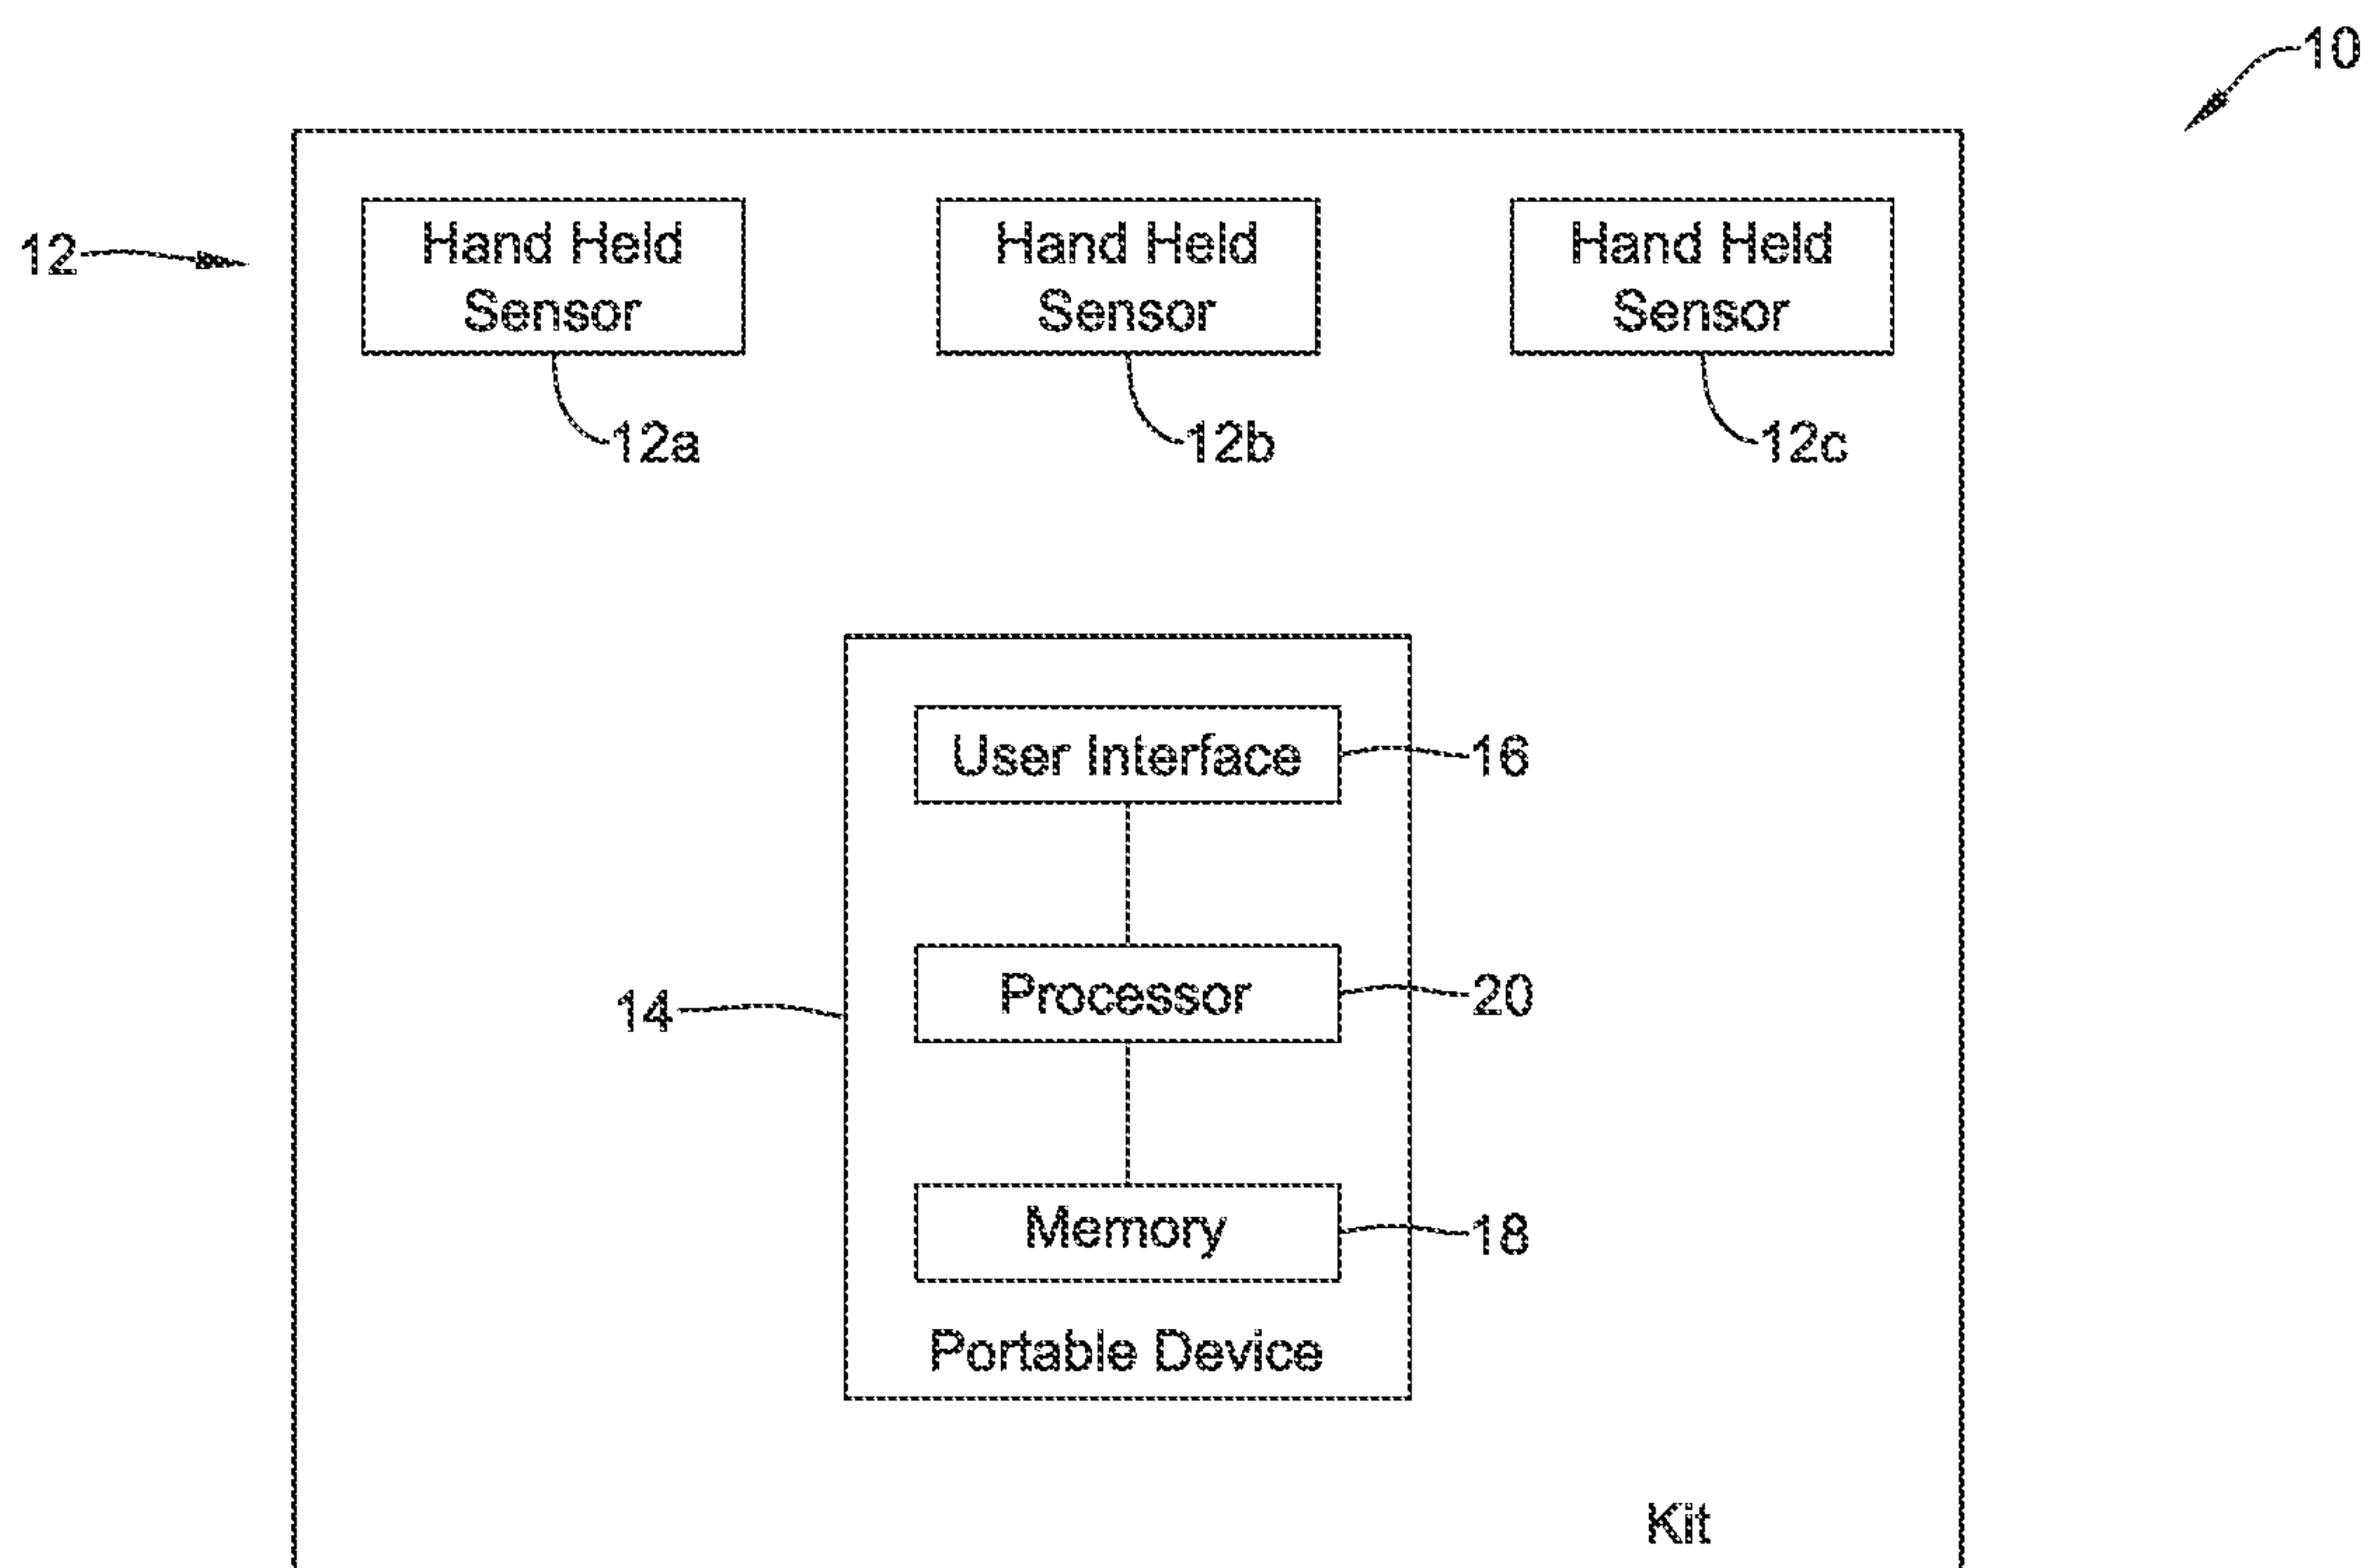 10
12
Hand Held
Sensor
Hand Held
Sensor
Hand Held
Sensor
12a
12b
12c
User Interface
16
14
Processor
20
Memory
18
Portable Device
Kit